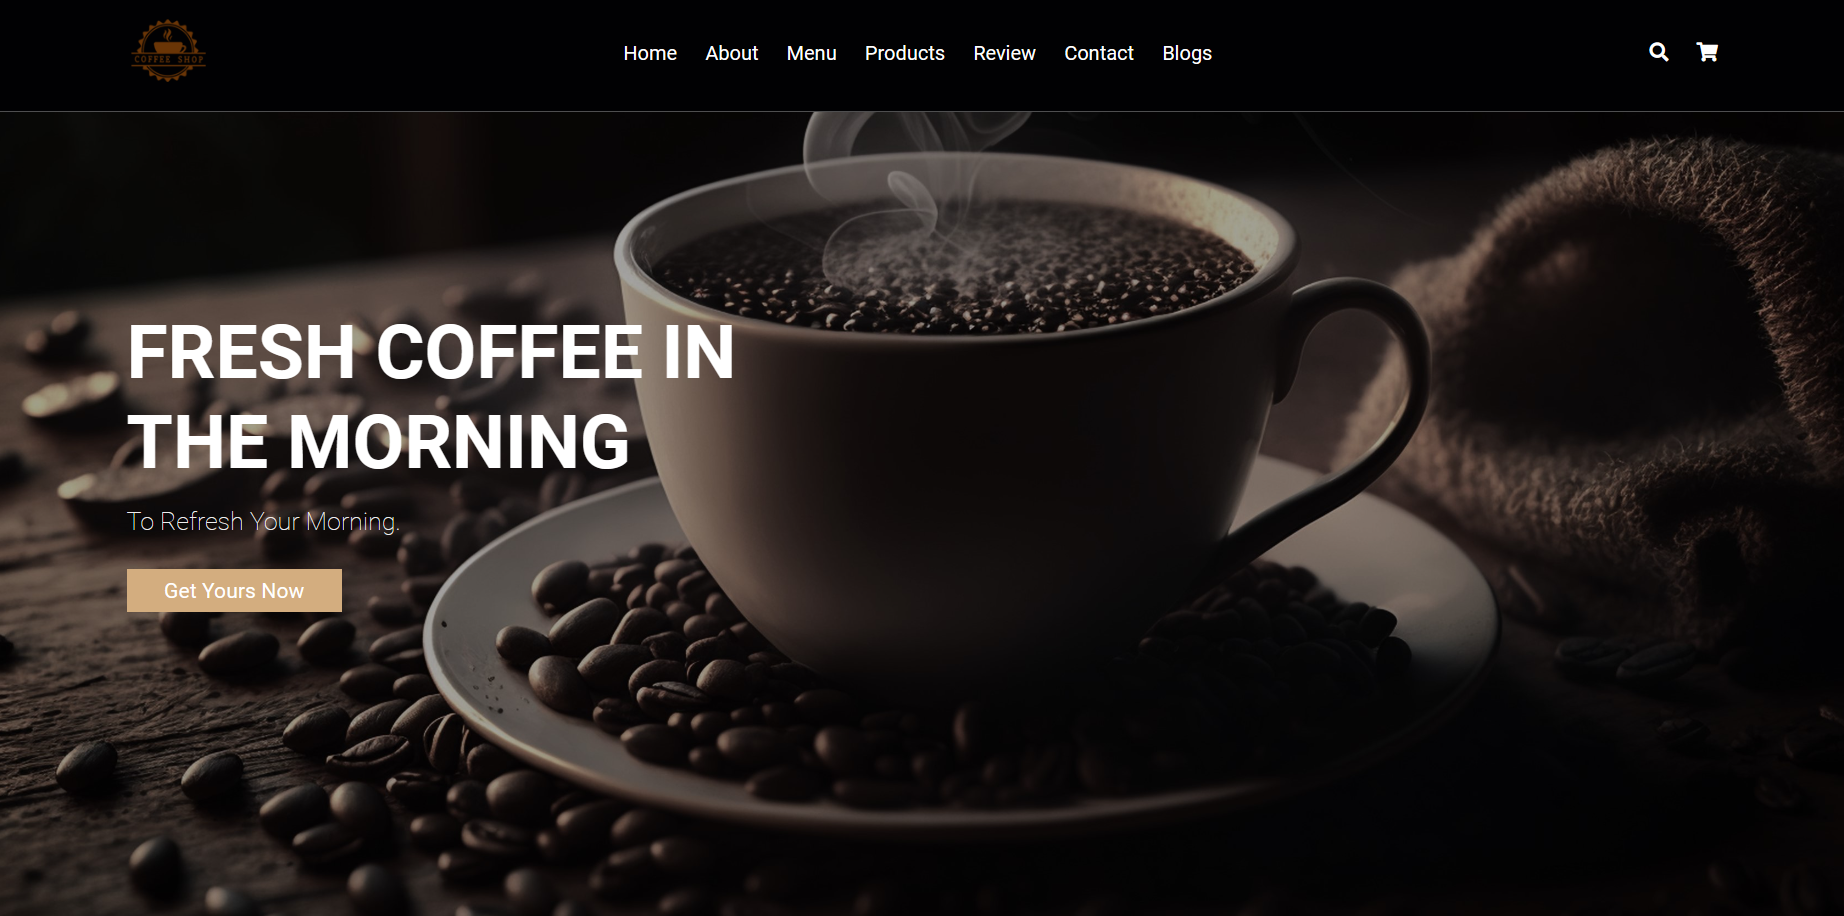 COFFEE SHOP
Home About Menu Products Review Contact Blogs
FRESH COFFEE IN
THE MORNING
To Refresh Your Morning.
Get Yours Now